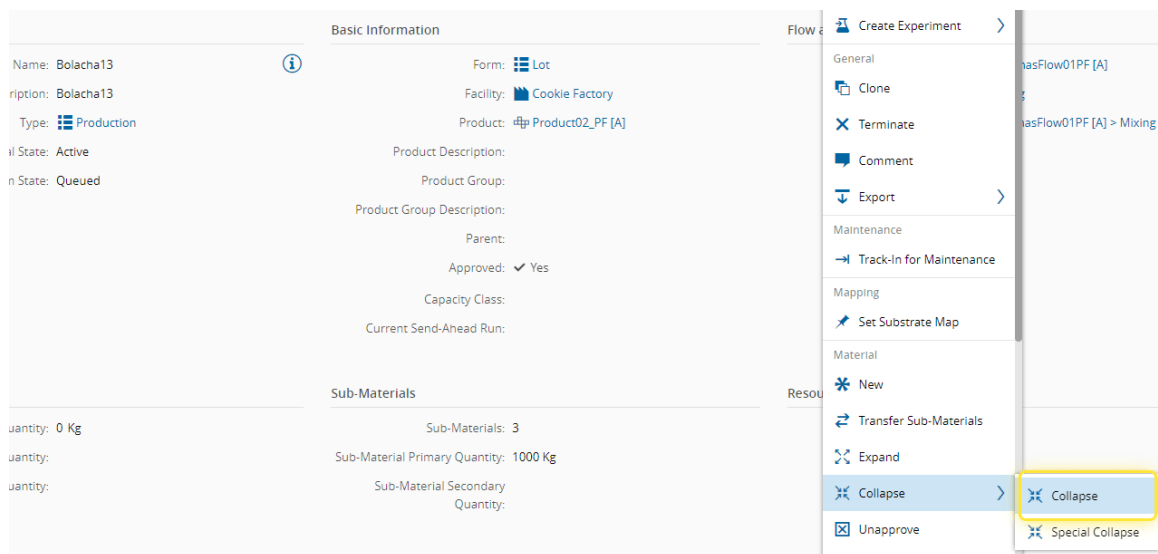 Basic Information
Flow a
Name: Bolacha13
ription: Bolacha13
Type: Production
al State: Active
n State: Queued
Form: Lot
Facility: Cookie Factory
Product: Product02_PF [A]
Product Description:
Product Group:
Product Group Description:
Parent:
Approved: Yes
Capacity Class:
Current Send-Ahead Run:
nasFlow01PF [A]
g
nasFlow01PF [A] > Mixing
uantity: 0 Kg
uantity:
uantity:
Sub-Materials
Sub-Materials: 3
Sub-Material Primary Quantity: 1000 Kg
Sub-Material Secondary
Quantity:
Resou
Create Experiment
General
Clone
Terminate
Comment
Export
Maintenance
Track-In for Maintenance
Mapping
Set Substrate Map
Material
New
Transfer Sub-Materials
Expand
Collapse
Unapprove
Collapse
Special Collapse